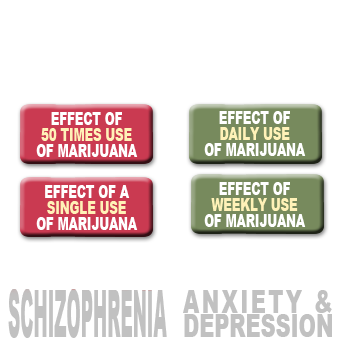 EFFECT OF
50 TIMES USE
OF MARIJUANA
EFFECT OF A
SINGLE USE
OF MARIJUANA
SCHIZOPHRENIA
EFFECT OF
DAILY USE
OF MARIJUANA
EFFECT OF
WEEKLY USE
OF MARIJUANA
ANXIETY &
DEPRESSION